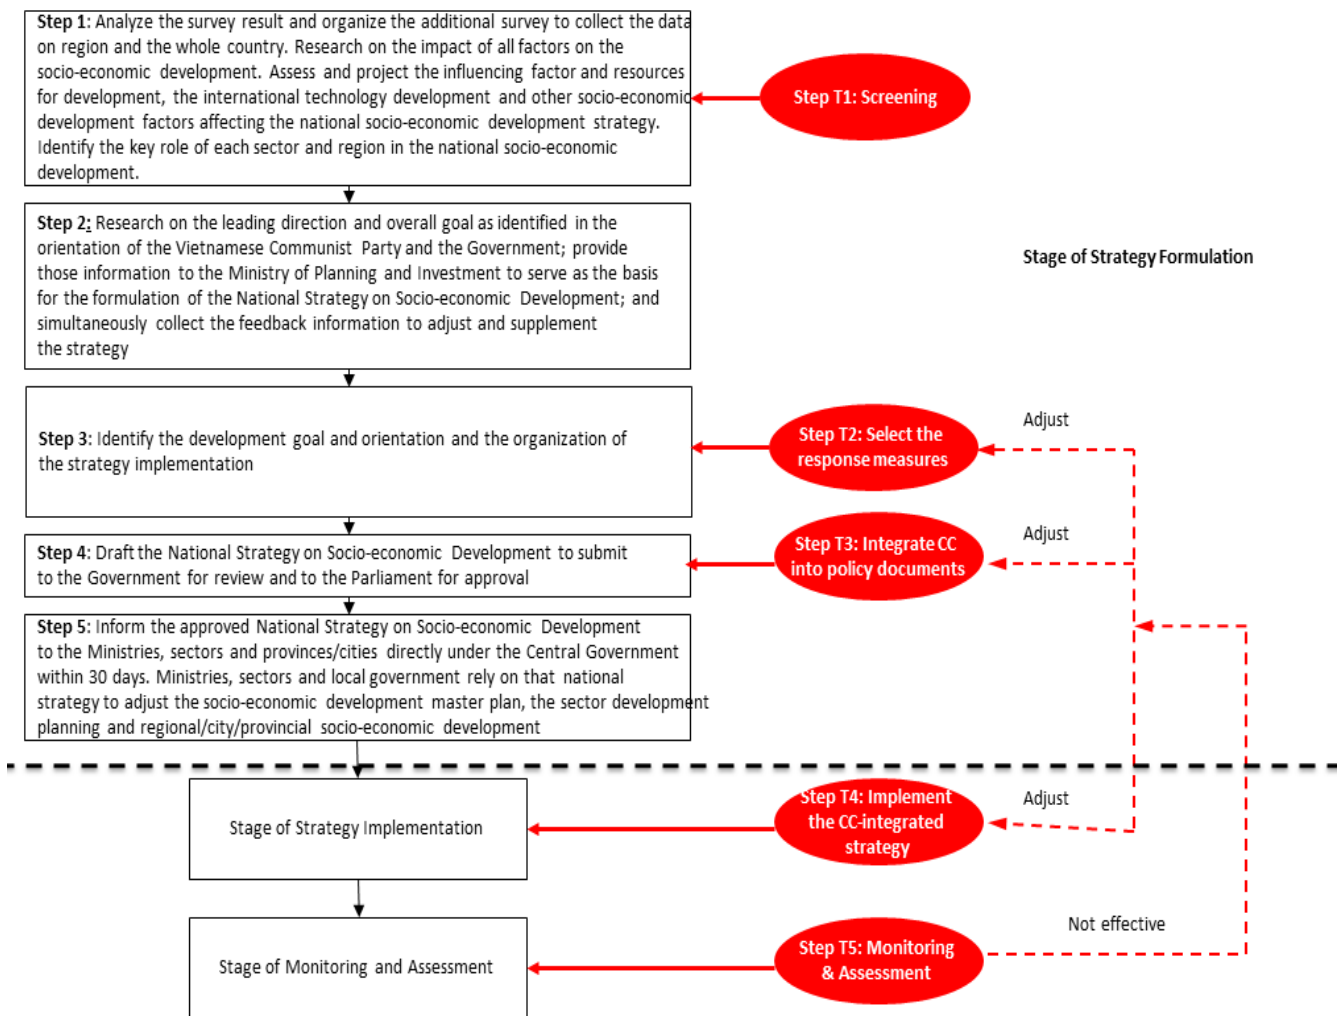 Step 1: Analyze the survey result and organize the additional survey to collect the data
on region and the whole country. Research on the impact of all factors on the
socio-economic development. Assess and project the influencing factor and resources
for development, the international technology development and other socio-economic
development factors affecting the national socio-economic development strategy.
Identify the key role of each sector and region in the national socio-economic
development.
Step T1: Screening
Step 2: Research on the leading direction and overall goal as identified in the
orientation of the Vietnamese Communist Party and the Government; provide
those information to the Ministry of Planning and Investment to serve as the basis
for the formulation of the National Strategy on Socio-economic Development; and
simultaneously collect the feedback information to adjust and supplement
the strategy
Stage of Strategy Formulation
Step 3: Identify the development goal and orientation and the organization of
the strategy implementation
Step T2: Select the
response measures
Adjust
Step 4: Draft the National Strategy on Socio-economic Development to submit
to the Government for review and to the Parliament for approval
Step T3: Integrate CC
into policy documents
Adjust
Step 5: Inform the approved National Strategy on Socio-economic Development
to the Ministries, sectors and provinces/cities directly under the Central Government
within 30 days. Ministries, sectors and local government rely on that national
strategy to adjust the socio-economic development master plan, the sector development
planning and regional/city/provincial socio-economic development
Stage of Strategy Implementation
Step T4: Implement
the CC-integrated
strategy
Adjust
Stage of Monitoring and Assessment
Step T5: Monitoring
& Assessment
Not effective